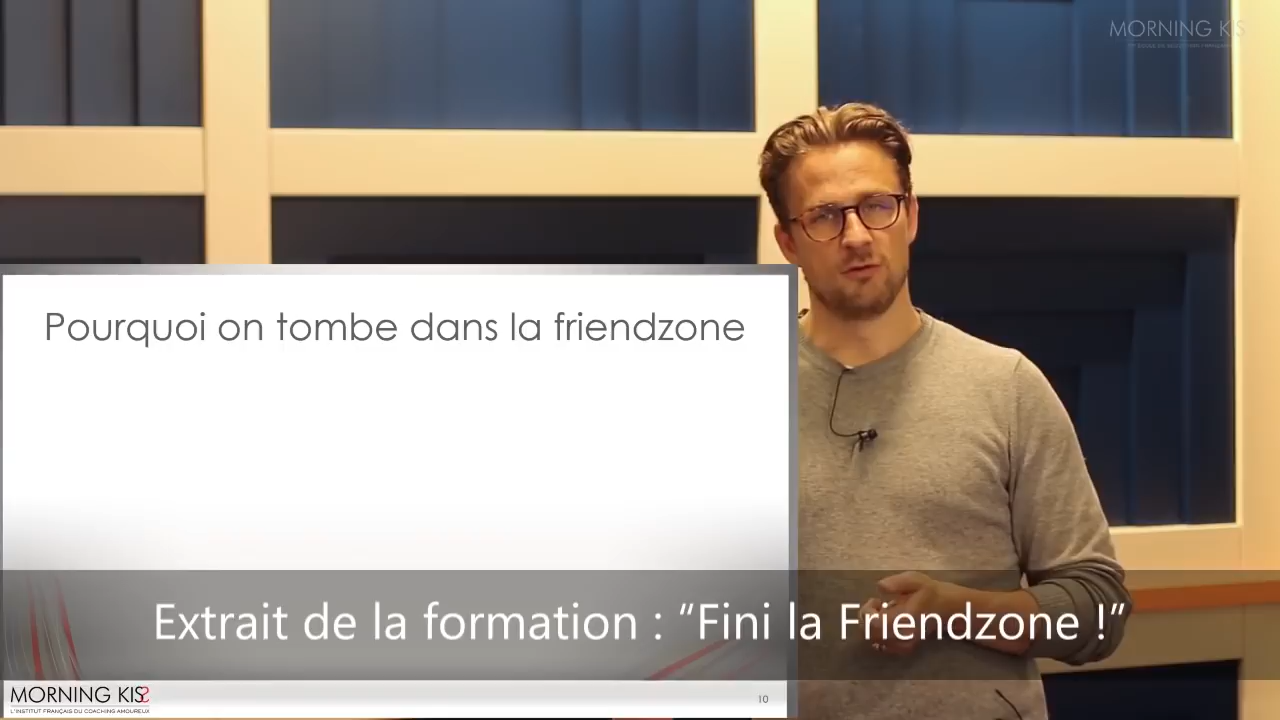 MORNING KIS
Pourquoi on tombe dans la friendzone
Extrait de la formation : “Fini la Friendzone !”
MORNING KISS
L'INSTITUT FRANÇAIS DU COACHING AMOUREUX
10